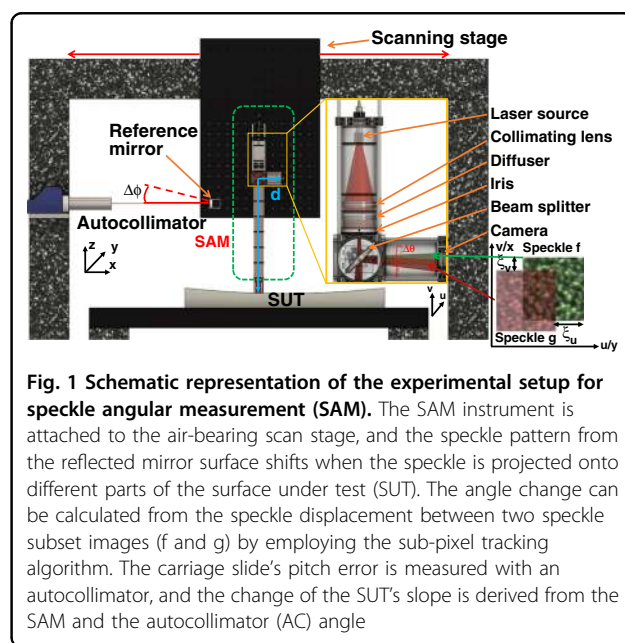 Scanning stage
Laser source
Reference
mirror
Collimating lens
Diffuser
Iris
Δϕ
d
Beam splitter
Autocollimator
Camera
SAM
Δθ
z
y
x
v/x
Speckle f
ξv
SUT
v
u
Speckle g
ξu
u/y
Fig. 1 Schematic representation of the experimental setup for
speckle angular measurement (SAM). The SAM instrument is
attached to the air-bearing scan stage, and the speckle pattern from
the reflected mirror surface shifts when the speckle is projected onto
different parts of the surface under test (SUT). The angle change can
be calculated from the speckle displacement between two speckle
subset images (f and g) by employing the sub-pixel tracking
algorithm. The carriage slide's pitch error is measured with an
autocollimator, and the change of the SUT's slope is derived from the
SAM and the autocollimator (AC) angle